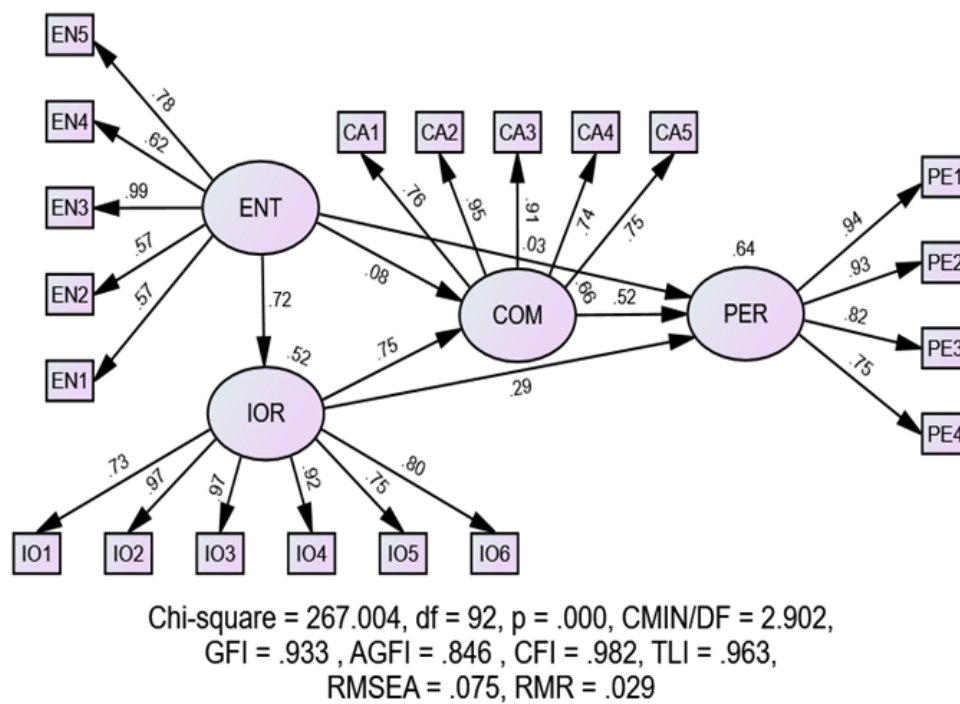 EN5
EN4
EN3
EN2
EN1
.78
.62
.99
.57
.57
ENT
CA1
CA2
CA3
CA4
CA5
.76
.95
.91
.74
.75
.03
.08
.72
.66
.52
COM
.64
PER
PE1
PE2
PE3
PE4
.94
.93
.82
.75
.52
.75
.29
IOR
.73
.97
.97
.92
.75
.80
IO1
IO2
IO3
IO4
IO5
IO6
Chi-square = 267.004, df = 92, p = .000, CMIN/DF = 2.902,
GFI = .933 , AGFI = .846 , CFI = .982, TLI = .963,
RMSEA = .075, RMR = .029